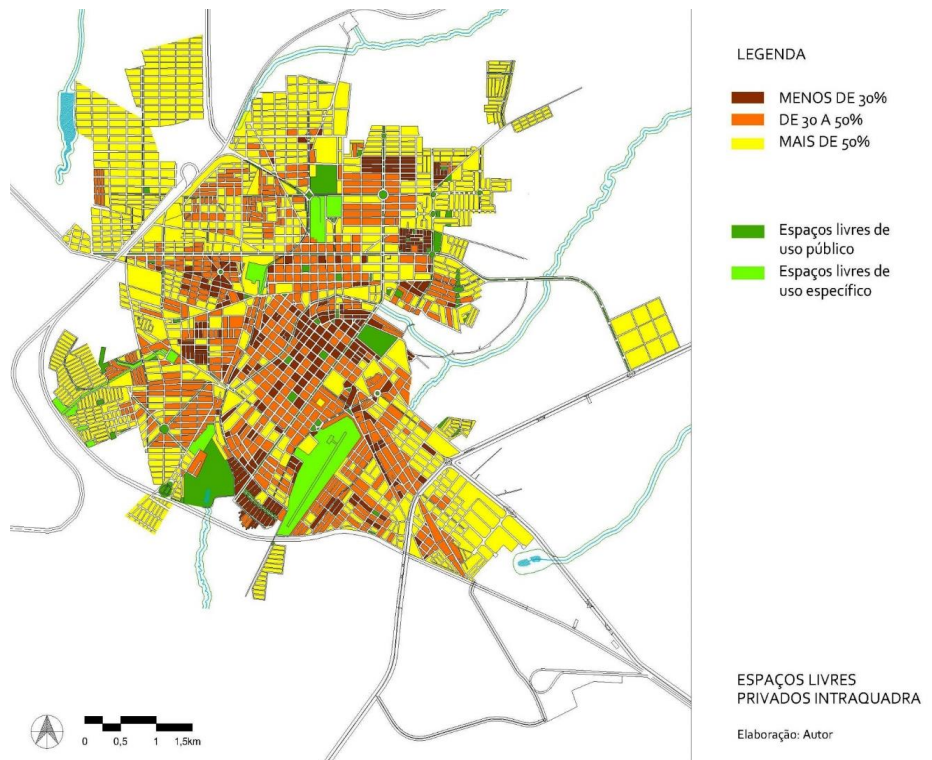 LEGENDA
MENOS DE 30%
DE 30 A 50%
MAIS DE 50%
Espaços livres de
uso público
Espaços livres de
uso específico
ESPAÇOS LIVRES
PRIVADOS INTRAQUADRA
Elaboração: Autor
0 0,5 1 1,5km